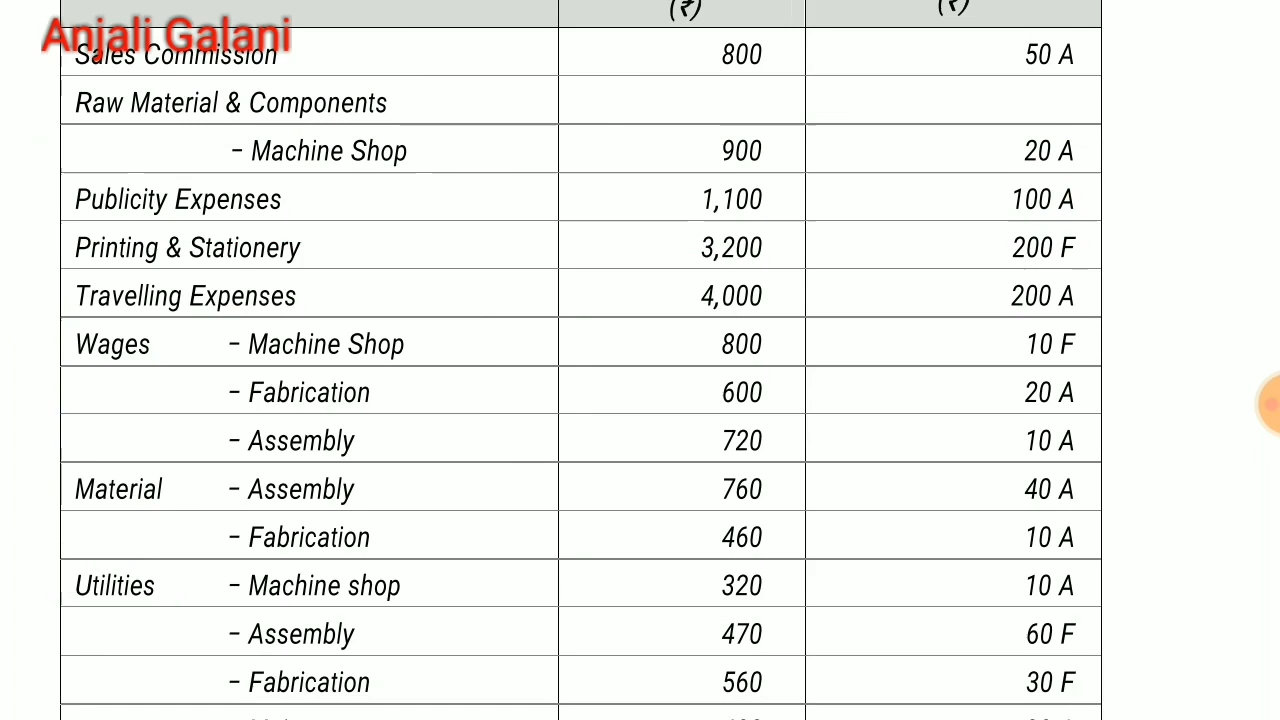 (₹) (₹)
Anjali Galani
Sales Commission 800 50 A
Raw Material & Components
– Machine Shop 900 20 A
Publicity Expenses 1,100 100 A
Printing & Stationery 3,200 200 F
Travelling Expenses 4,000 200 A
Wages – Machine Shop 800 10 F
– Fabrication 600 20 A
– Assembly 720 10 A
Material – Assembly 760 40 A
– Fabrication 460 10 A
Utilities – Machine shop 320 10 A
– Assembly 470 60 F
– Fabrication 560 30 F